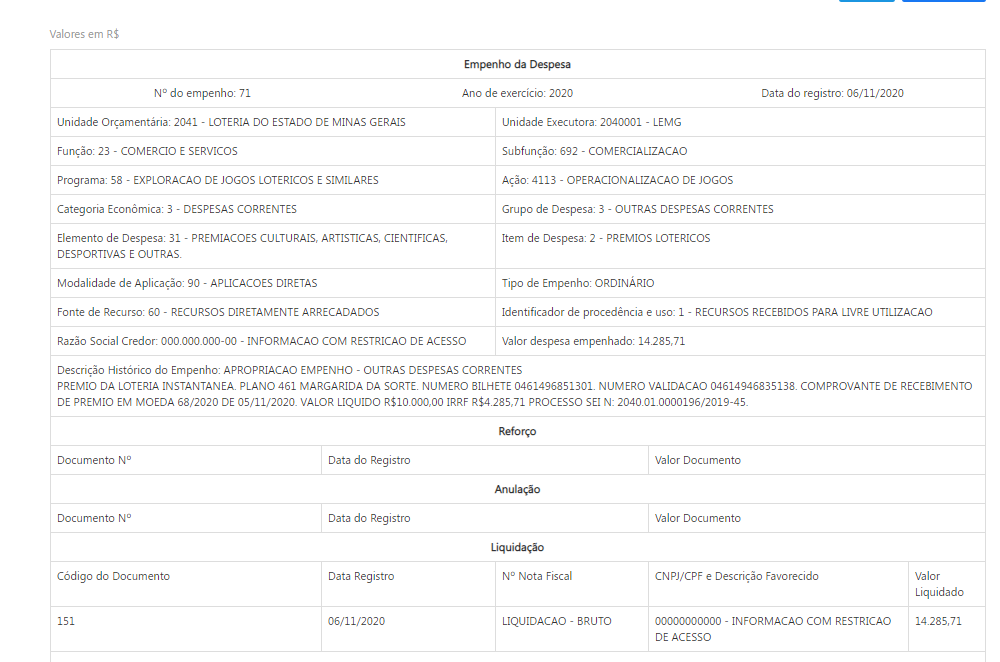 Valores em R$
Empenho da Despesa
Nº do empenho: 71
Ano de exercício: 2020
Data do registro: 06/11/2020
Unidade Orçamentária: 2041 - LOTERIA DO ESTADO DE MINAS GERAIS
Unidade Executora: 2040001 - LEMG
Função: 23 - COMERCIO E SERVICOS
Subfunção: 692 - COMERCIALIZACAO
Programa: 58 - EXPLORACAO DE JOGOS LOTERICOS E SIMILARES
Ação: 4113 - OPERACIONALIZACAO DE JOGOS
Categoria Econômica: 3 - DESPESAS CORRENTES
Grupo de Despesa: 3 - OUTRAS DESPESAS CORRENTES
Elemento de Despesa: 31 - PREMIACOES CULTURAIS, ARTISTICAS, CIENTIFICAS,
DESPORTIVAS E OUTRAS.
Item de Despesa: 2 - PREMIOS LOTERICOS
Modalidade de Aplicação: 90 - APLICACOES DIRETAS
Tipo de Empenho: ORDINÁRIO
Fonte de Recurso: 60 - RECURSOS DIRETAMENTE ARRECADADOS
Identificador de procedência e uso: 1 - RECURSOS RECEBIDOS PARA LIVRE UTILIZACAO
Razão Social Credor: 000.000.000-00 - INFORMACAO COM RESTRICAO DE ACESSO
Valor despesa empenhado: 14.285,71
Descrição Histórico do Empenho: APROPRIACAO EMPENHO - OUTRAS DESPESAS CORRENTES
PREMIO DA LOTERIA INSTANTANEA. PLANO 461 MARGARIDA DA SORTE. NUMERO BILHETE 0461496851301. NUMERO VALIDACAO 04614946835138. COMPROVANTE DE RECEBIMENTO
DE PREMIO EM MOEDA 68/2020 DE 05/11/2020. VALOR LIQUIDO R$10.000,00 IRRF R$4.285,71 PROCESSO SEI N: 2040.01.0000196/2019-45.
Reforço
Documento Nº
Data do Registro
Valor Documento
Anulação
Documento Nº
Data do Registro
Valor Documento
Liquidação
Código do Documento
Data Registro
Nº Nota Fiscal
CNPJ/CPF e Descrição Favorecido
Valor
Liquidado
151
06/11/2020
LIQUIDACAO - BRUTO
00000000000 - INFORMACAO COM RESTRICAO
DE ACESSO
14.285,71